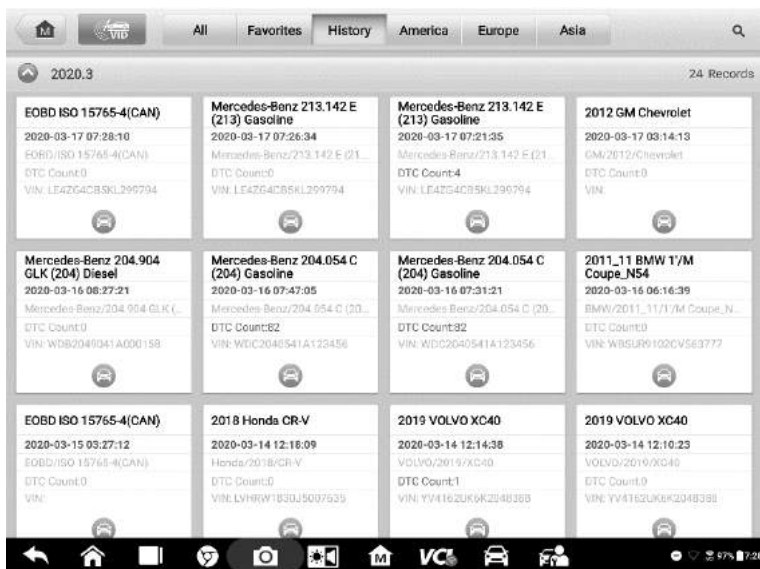 All Favorites History America Europe Asia
VID
2020.3 24 Records
EOBD ISO 15765-4(CAN)
2020-03-17 07:28:10
EOBD/ISO 15765-4(CAN)
DTC Count:0
VIN: LE4ZG4CB5KL299794
Mercedes-Benz 213.142 E
(213) Gasoline
2020-03-17 07:26:34
Mercedes-Benz/213.142 E (21...
DTC Count:0
VIN: LE4ZG4CB5KL299794
Mercedes-Benz 213.142 E
(213) Gasoline
2020-03-17 07:21:35
Mercedes-Benz/213.142 E (21...
DTC Count:4
VIN: LE4ZG4CB5KL299794
2012 GM Chevrolet
2020-03-17 03:14:13
GM/2012/Chevrolet
DTC Count:0
VIN:
Mercedes-Benz 204.904
GLK (204) Diesel
2020-03-16 08:27:21
Mercedes-Benz/204.904 GLK (...
DTC Count:0
VIN: WDB2049041A000158
Mercedes-Benz 204.054 C
(204) Gasoline
2020-03-16 07:47:05
Mercedes-Benz/204.054 C (20...
DTC Count:82
VIN: WDC2040541A123456
Mercedes-Benz 204.054 C
(204) Gasoline
2020-03-16 07:31:21
Mercedes-Benz/204.054 C (20...
DTC Count:82
VIN: WDC2040541A123456
2011_11 BMW 1'/M
Coupe_N54
2020-03-16 06:16:39
BMW/2011_11/1'/M Coupe_N...
DTC Count:0
VIN:
EOBD ISO 15765-4(CAN)
2020-03-15 03:27:12
EOBD/ISO 15765-4(CAN)
DTC Count:0
VIN:
2018 Honda CR-V
2020-03-14 12:18:09
Honda/2018/CR-V
DTC Count:0
VIN:
2019 VOLVO XC40
2020-03-14 12:14:38
VOLVO/2019/XC40
DTC Count:1
VIN: YV4162UK6K2048388
2019 VOLVO XC40
2020-03-14 12:10:23
VOLVO/2019/XC40
DTC Count:0
VIN: YV4162UK6K2048388
VCI 97% 7:28